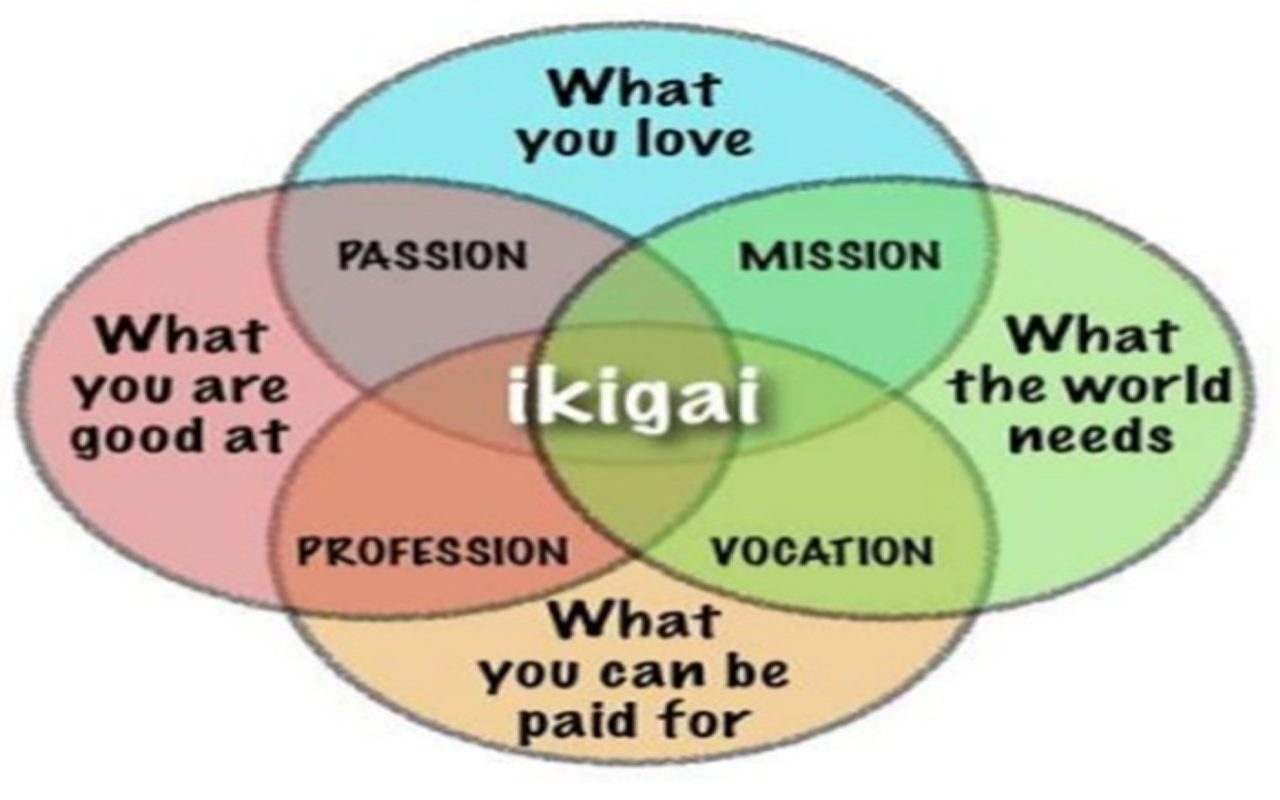 What
you love
PASSION
MISSION
What
you are
good at
ikigai
What
the world
needs
PROFESSION
VOCATION
What
you can be
paid for